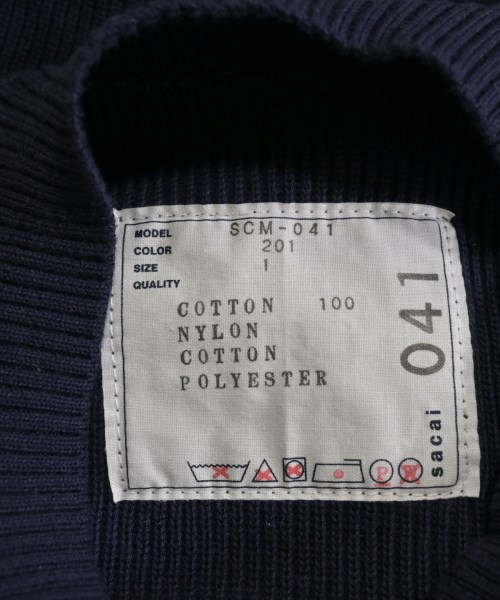 MODEL SCM-041
COLOR 201
SIZE 1
QUALITY
COTTON 100
NYLON
COTTON
POLYESTER
041
sacai
P
W